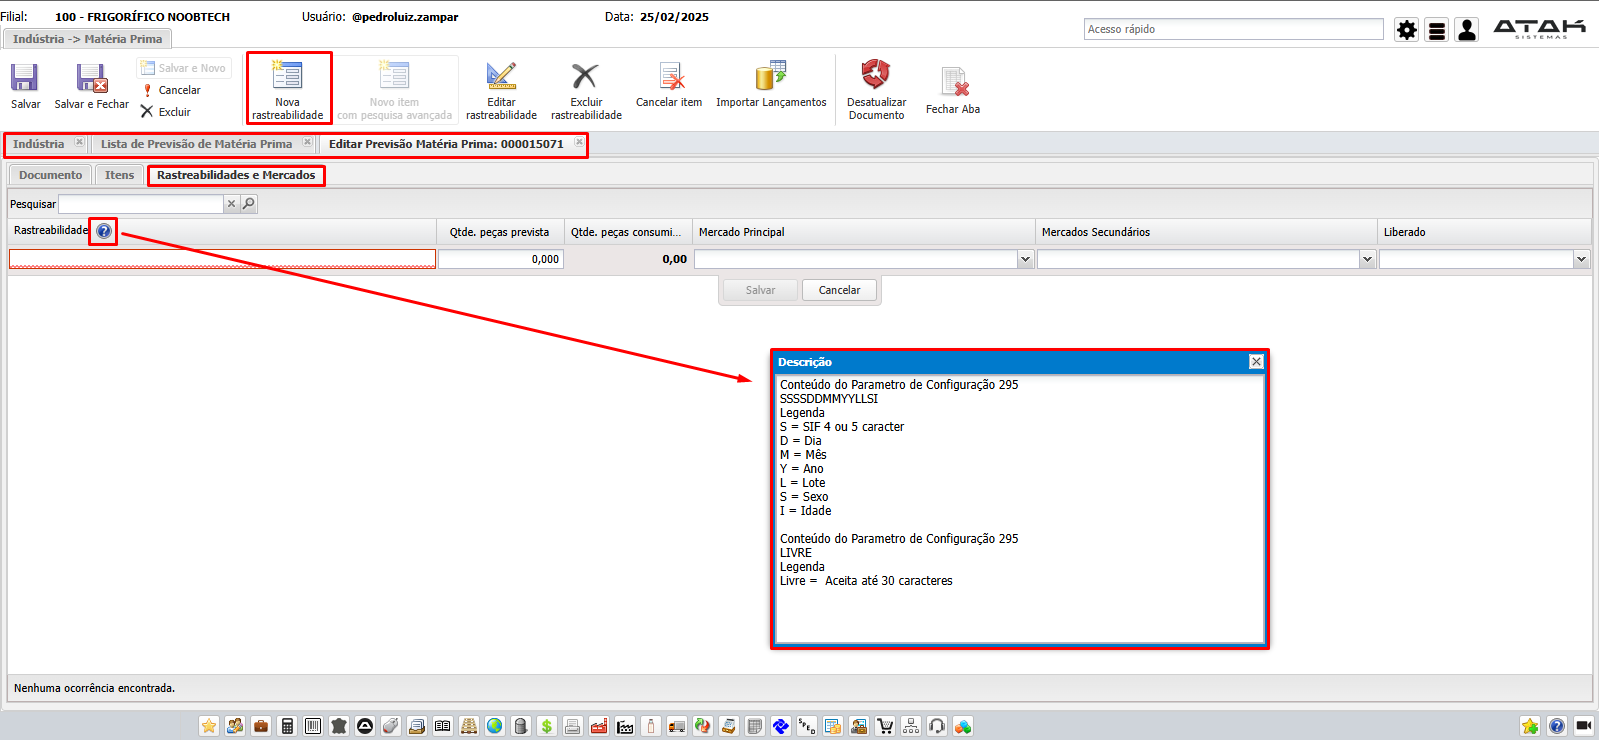 Filial: 100 - FRIGORÍFICO NOOBTECH Usuário: @pedroluiz.zampar Data: 25/02/2025
Indústria -> Matéria Prima
Acesso rápido
ATAK
SISTEMAS
Salvar
Salvar e Fechar
Salvar e Novo
Cancelar
Excluir
Nova
rastreabilidade
Novo item
com pesquisa avançada
Editar
rastreabilidade
Excluir
rastreabilidade
Cancelar item
Importar Lançamentos
Desatualizar
Documento
Fechar Aba
Indústria Lista de Previsão de Matéria Prima Editar Previsão Matéria Prima: 000015071
Documento Itens Rastreabilidades e Mercados
Pesquisar
Rastreabilidade Qtde. peças prevista Qtde. peças consumi... Mercado Principal Mercados Secundários Liberado
0,000 0,00
Salvar Cancelar
Descrição
Conteúdo do Parametro de Configuração 295
SSSSDDMMYYLLSI
Legenda
S = SIF 4 ou 5 caracter
D = Dia
M = Mês
Y = Ano
L = Lote
S = Sexo
I = Idade
Conteúdo do Parametro de Configuração 295
LIVRE
Legenda
Livre =  Aceita até 30 caracteres
Nenhuma ocorrência encontrada.